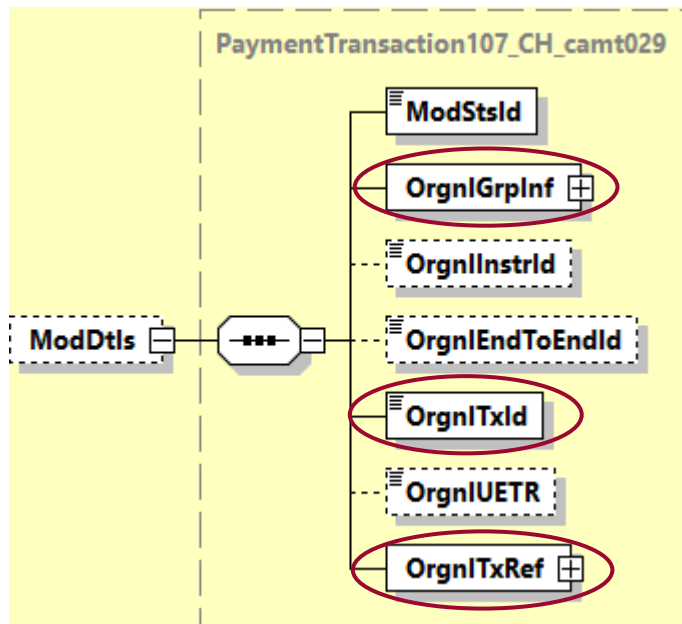 PaymentTransaction107_CH_camt029
ModStsId
OrgnlGrpInf
OrgnlInstrId
ModDtls
OrgnlEndToEndId
OrgnlTxId
OrgnlUETR
OrgnlTxRef